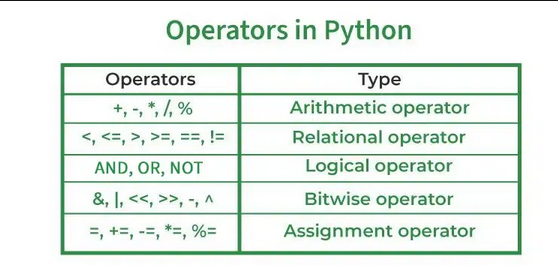 Operators in Python
Operators Type
+, -, *, /, % Arithmetic operator
<, <=, >, >=, ==, != Relational operator
AND, OR, NOT Logical operator
&, |, <<, >>, -, ^ Bitwise operator
=, +=, -=, *=, %= Assignment operator